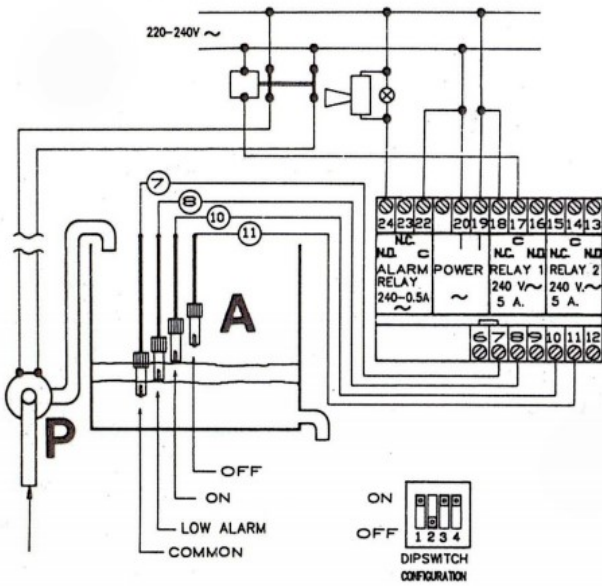 220-240V ~
7
8
10
11
A
P
24 23 22 20 19 18 17 16 15 14 13
N.C.
N.O. C
ALARM
RELAY
240-0.5A
~
POWER
~
C
N.C. N.O.
RELAY 1
240 V.~
5 A.
C
N.C. N.O.
RELAY 2
240 V.~
5 A.
6 7 8 9 10 11 12
OFF
ON
LOW ALARM
COMMON
ON
OFF
1 2 3 4
DIPSWITCH
CONFIGURATION